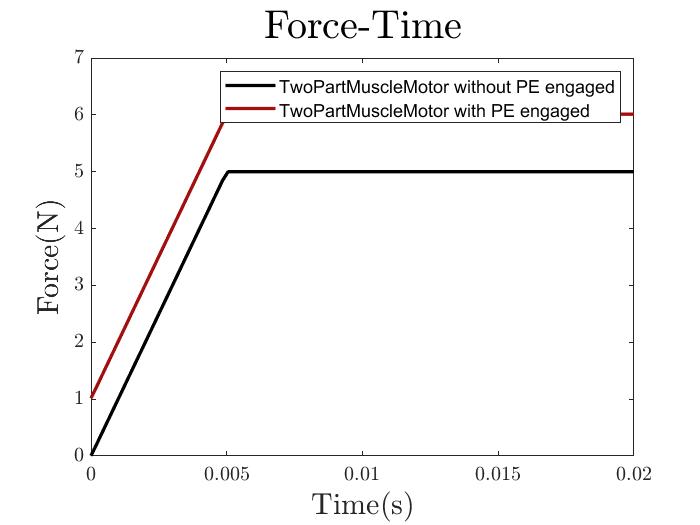 Force-Time
7
TwoPartMuscleMotor without PE engaged
TwoPartMuscleMotor with PE engaged
6
5
4
Force(N)
3
2
1
0
0 0.005 0.01 0.015 0.02
Time(s)